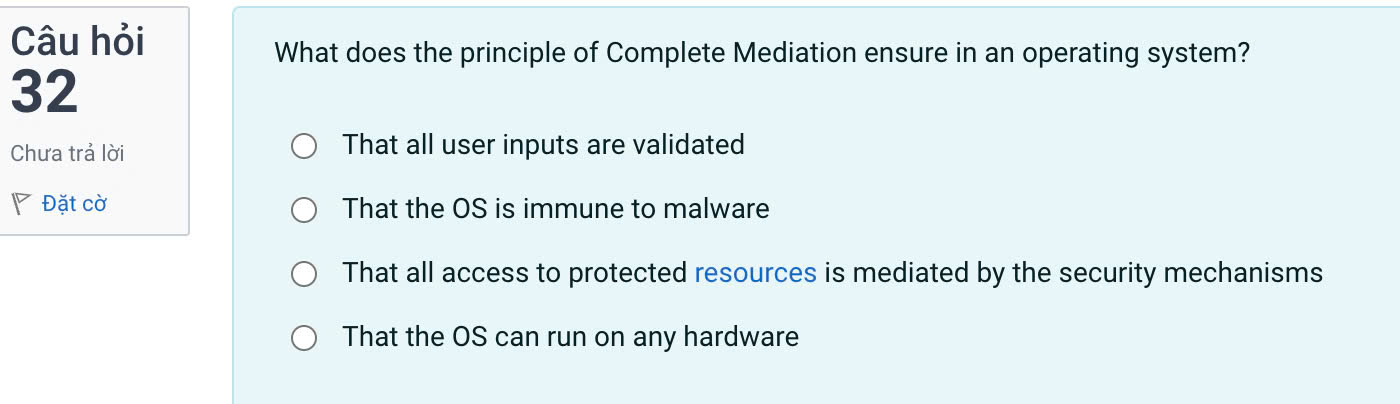 Câu hỏi
32
Chưa trả lời
Đặt cờ
What does the principle of Complete Mediation ensure in an operating system?
That all user inputs are validated
That the OS is immune to malware
That all access to protected resources is mediated by the security mechanisms
That the OS can run on any hardware